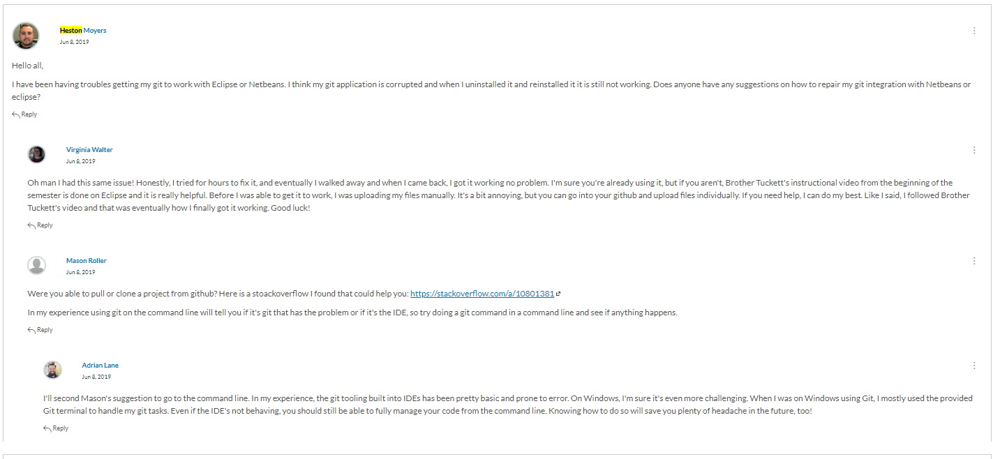 Heston Moyers
Jun 8, 2019
Hello all,
I have been having troubles getting my git to work with Eclipse or Netbeans. I think my git application is corrupted and when I uninstalled it and reinstalled it it is still not working. Does anyone have any suggestions on how to repair my git integration with Netbeans or
eclipse?
Reply
Virginia Walter
Jun 8, 2019
Oh man I had this same issue! Honestly, I tried for hours to fix it, and eventually I walked away and when I came back, I got it working no problem. I'm sure you're already using it, but if you aren't, Brother Tuckett's instructional video from the beginning of the
semester is done on Eclipse and it is really helpful. Before I was able to get it to work, I was uploading my files manually. It's a bit annoying, but you can go into your github and upload files individually. If you need help, I can do my best. Like I said, I followed Brother
Tuckett's video and that was eventually how I finally got it working. Good luck!
Reply
Mason Roller
Jun 8, 2019
Were you able to pull or clone a project from github? Here is a stoackoverflow I found that could help you: https://stackoverflow.com/a/10801381
In my experience using git on the command line will tell you if it's git that has the problem or if it's the IDE, so try doing a git command in a command line and see if anything happens.
Reply
Adrian Lane
Jun 8, 2019
I'll second Mason's suggestion to go to the command line. In my experience, the git tooling built into IDEs has been pretty basic and prone to error. On Windows, I'm sure it's even more challenging. When I was on Windows using Git, I mostly used the provided
Git terminal to handle my git tasks. Even if the IDE's not behaving, you should still be able to fully manage your code from the command line. Knowing how to do so will save you plenty of headache in the future, too!
Reply